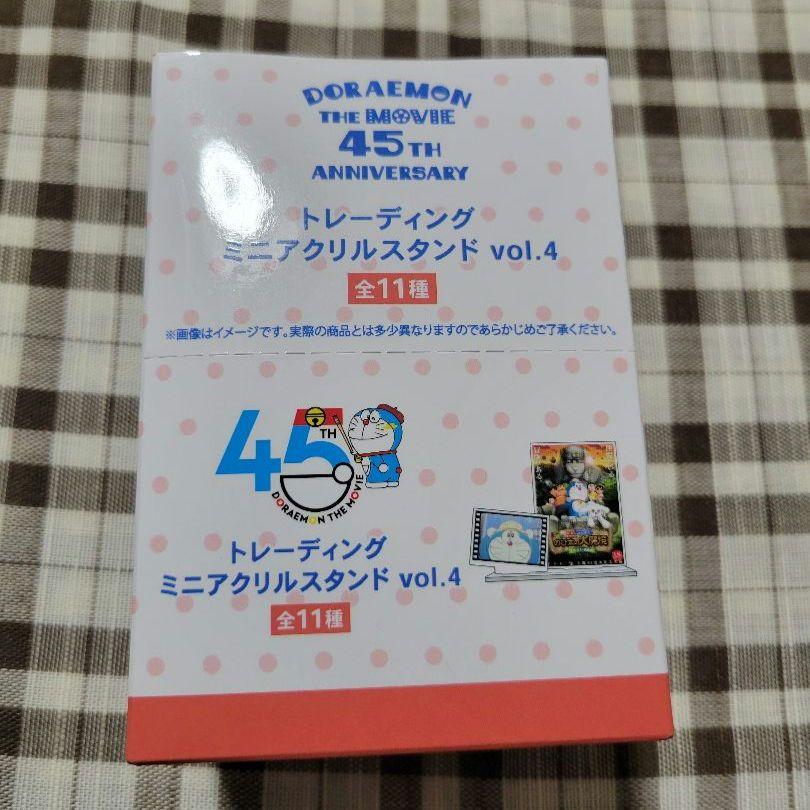 DORAEMON
THE MOVIE
45TH
ANNIVERSARY
トレーディング
ミニアクリルスタンド vol.4
全11種
※画像はイメージです。実際の商品とは多少異なりますのであらかじめご了承ください。
45TH
DORAEMON THE MOVIE
トレーディング
ミニアクリルスタンド vol.4
全11種